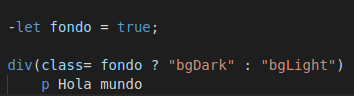 -let fondo = true;
div(class= fondo ? "bgDark" : "bgLight")
    p Hola mundo